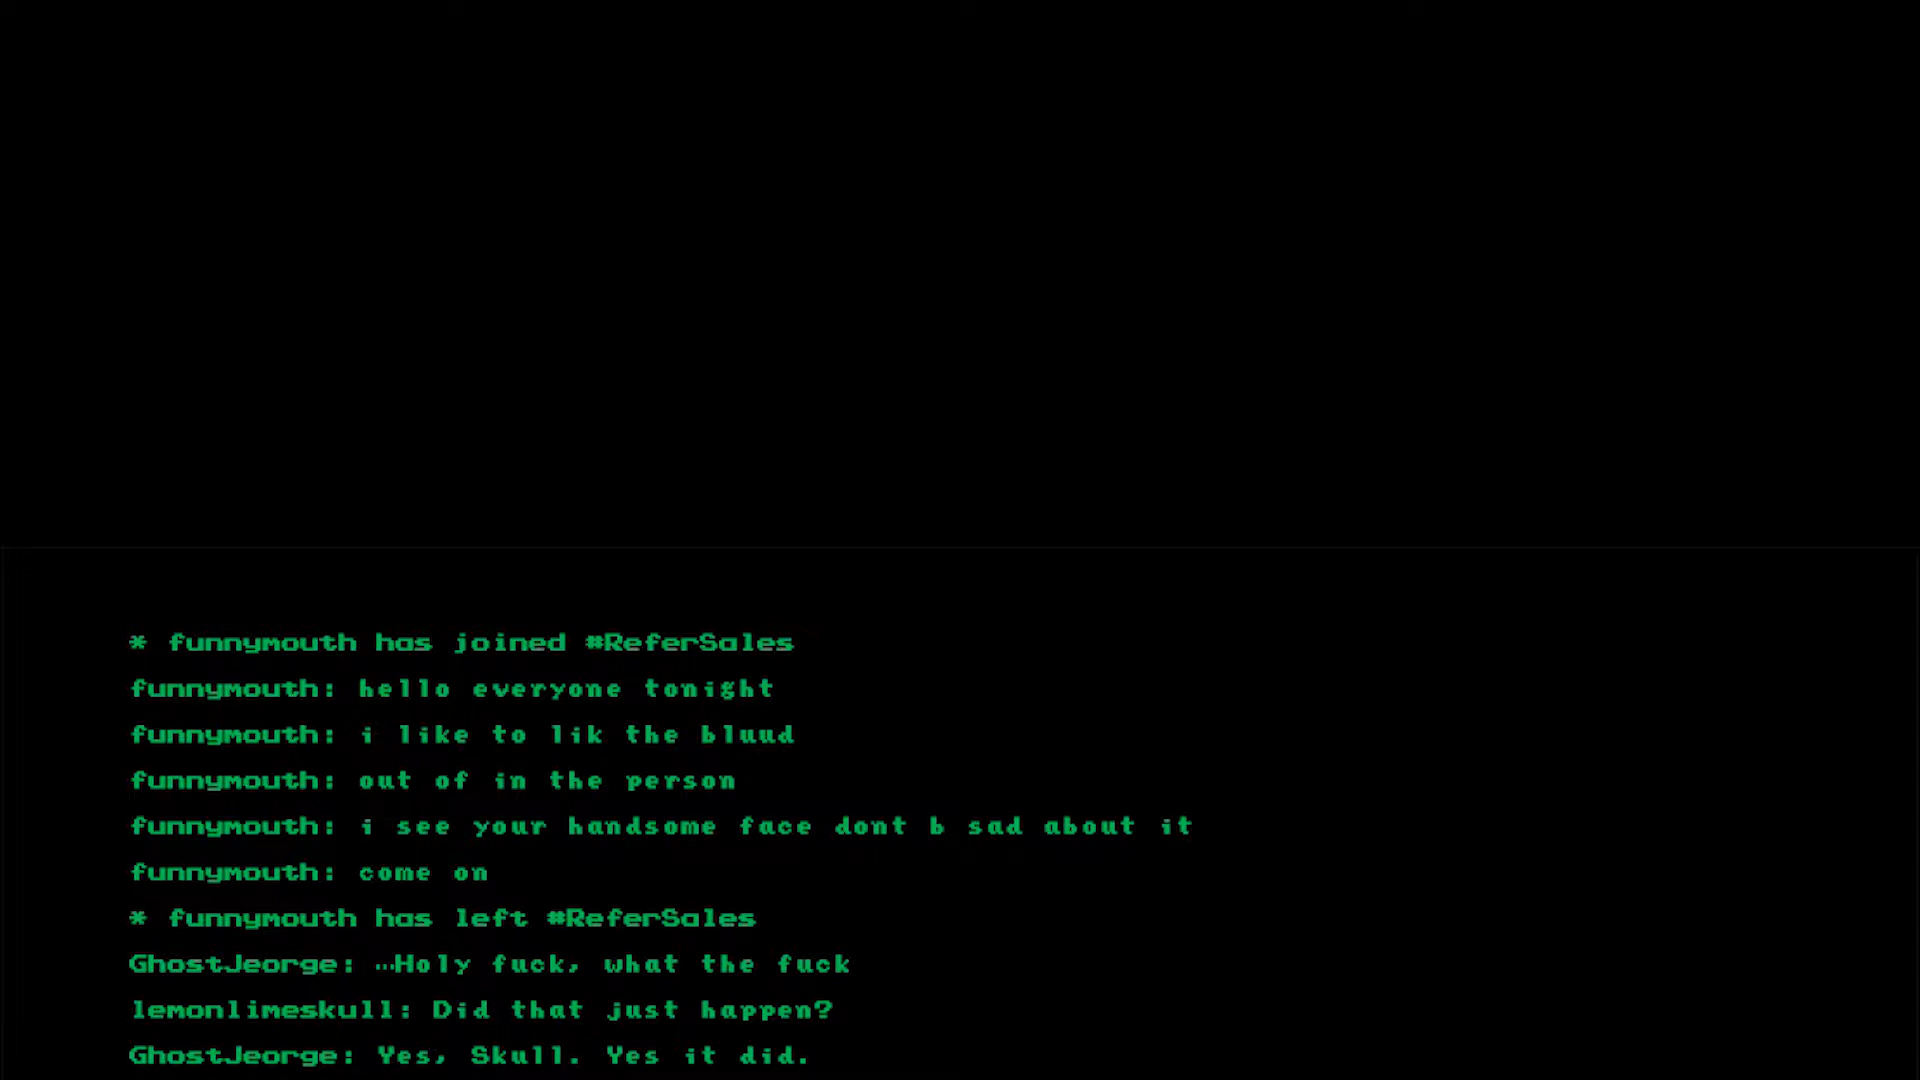 * funnymouth has joined #ReferSales
funnymouth: hello everyone tonight
funnymouth: i like to lik the bluud
funnymouth: out of in the person
funnymouth: i see your handsome face dont b sad about it
funnymouth: come on
* funnymouth has left #ReferSales
GhostJeorge: …Holy fuck, what the fuck
lemonlimeskull: Did that just happen?
GhostJeorge: Yes, Skull. Yes it did.